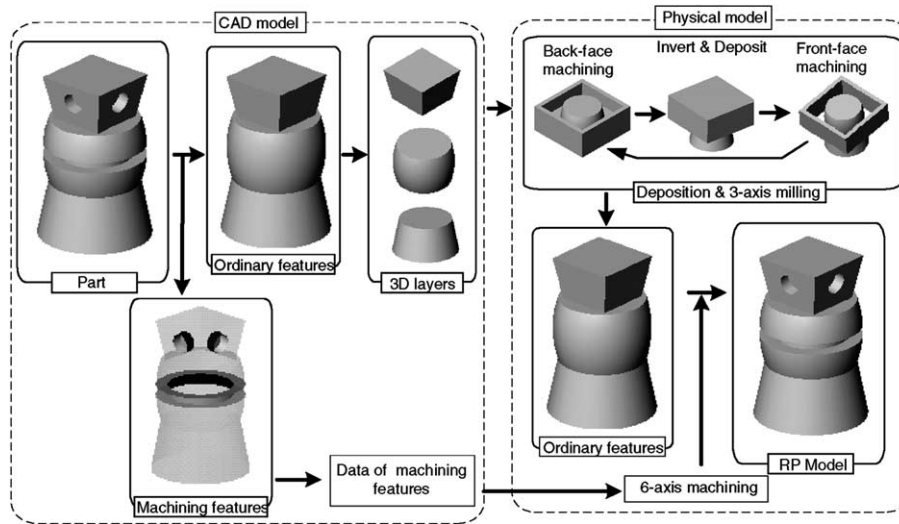 CAD model
Part
Ordinary features
3D layers
Machining features
Data of machining
features
Physical model
Back-face
machining
Invert & Deposit
Front-face
machining
Deposition & 3-axis milling
Ordinary features
RP Model
6-axis machining